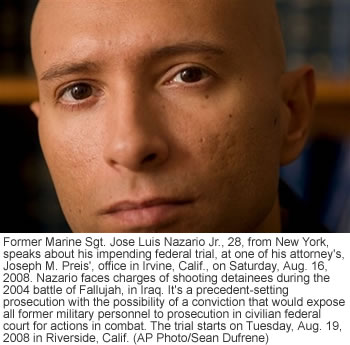 Former Marine Sgt. Jose Luis Nazario Jr., 28, from New York,
speaks about his impending federal trial, at one of his attorney's,
Joseph M. Preis', office in Irvine, Calif., on Saturday, Aug. 16,
2008. Nazario faces charges of shooting detainees during the
2004 battle of Fallujah, in Iraq. It's a precedent-setting
prosecution with the possibility of a conviction that would expose
all former military personnel to prosecution in civilian federal
court for actions in combat. The trial starts on Tuesday, Aug. 19,
2008 in Riverside, Calif. (AP Photo/Sean Dufrene)